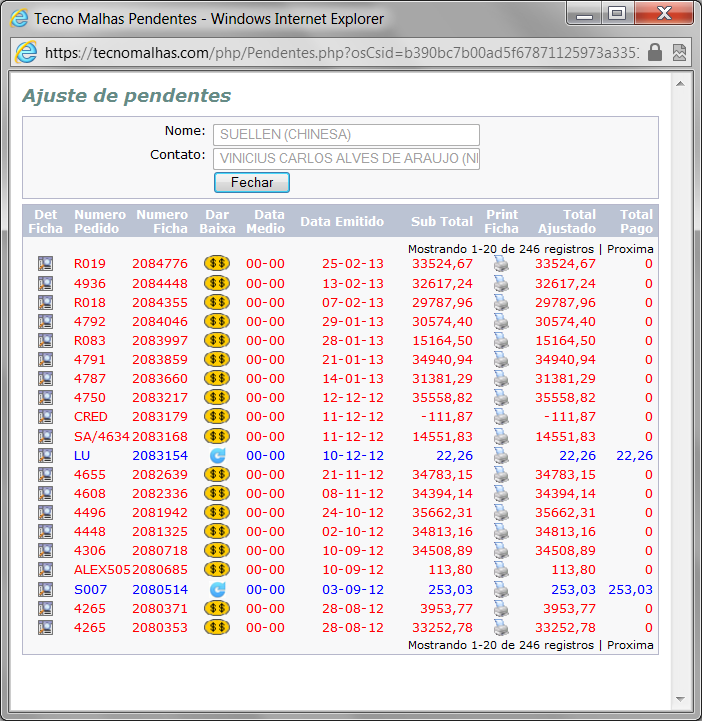 Tecno Malhas Pendentes - Windows Internet Explorer
https://tecnomalhas.com/php/Pendentes.php?osCsid=b390bc7b00ad5f67871125973a335
Ajuste de pendentes
Nome: SUELLEN (CHINESA)
Contato: VINICIUS CARLOS ALVES DE ARAUJO (NI
Fechar
Det Ficha Numero Pedido Numero Ficha Dar Baixa Data Medio Data Emitido Sub Total Print Ficha Total Ajustado Total Pago
Mostrando 1-20 de 246 registros | Proxima
R019 2084776 $$ 00-00 25-02-13 33524,67 33524,67 0
4936 2084448 $$ 00-00 13-02-13 32617,24 32617,24 0
R018 2084355 $$ 00-00 07-02-13 29787,96 29787,96 0
4792 2084046 $$ 00-00 29-01-13 30574,40 30574,40 0
R083 2083997 $$ 00-00 28-01-13 15164,50 15164,50 0
4791 2083859 $$ 00-00 21-01-13 34940,94 34940,94 0
4787 2083660 $$ 00-00 14-01-13 31381,29 31381,29 0
4750 2083217 $$ 00-00 12-12-12 35558,82 35558,82 0
CRED 2083179 $$ 00-00 11-12-12 -111,87 -111,87 0
SA/4634 2083168 $$ 00-00 11-12-12 14551,83 14551,83 0
LU 2083154 00-00 10-12-12 22,26 22,26 22,26
4655 2082639 $$ 00-00 21-11-12 34783,15 34783,15 0
4608 2082336 $$ 00-00 08-11-12 34394,14 34394,14 0
4496 2081942 $$ 00-00 24-10-12 35662,31 35662,31 0
4448 2081325 $$ 00-00 02-10-12 34813,16 34813,16 0
4306 2080718 $$ 00-00 10-09-12 34508,89 34508,89 0
ALEX505 2080685 $$ 00-00 10-09-12 113,80 113,80 0
S007 2080514 00-00 03-09-12 253,03 253,03 253,03
4265 2080371 $$ 00-00 28-08-12 3953,77 3953,77 0
4265 2080353 $$ 00-00 28-08-12 33252,78 33252,78 0
Mostrando 1-20 de 246 registros | Proxima